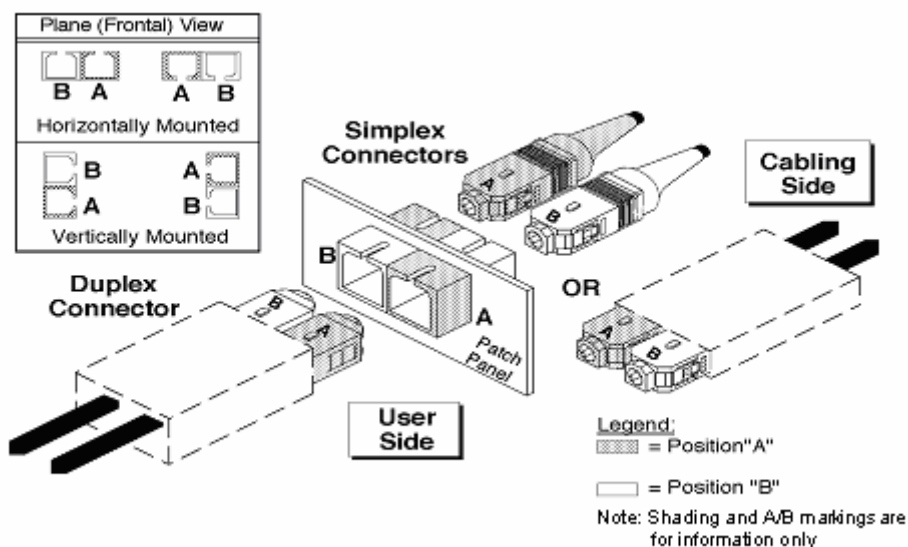 Plane (Frontal) View
B A A B
Horizontally Mounted
B A
A B
Vertically Mounted
Simplex
Connectors
A
B
Cabling
Side
Duplex
Connector
B
A
Patch
Panel
OR
B
A
A
B
User
Side
Legend:
= Position"A"
= Position "B"
Note: Shading and A/B markings are
for information only